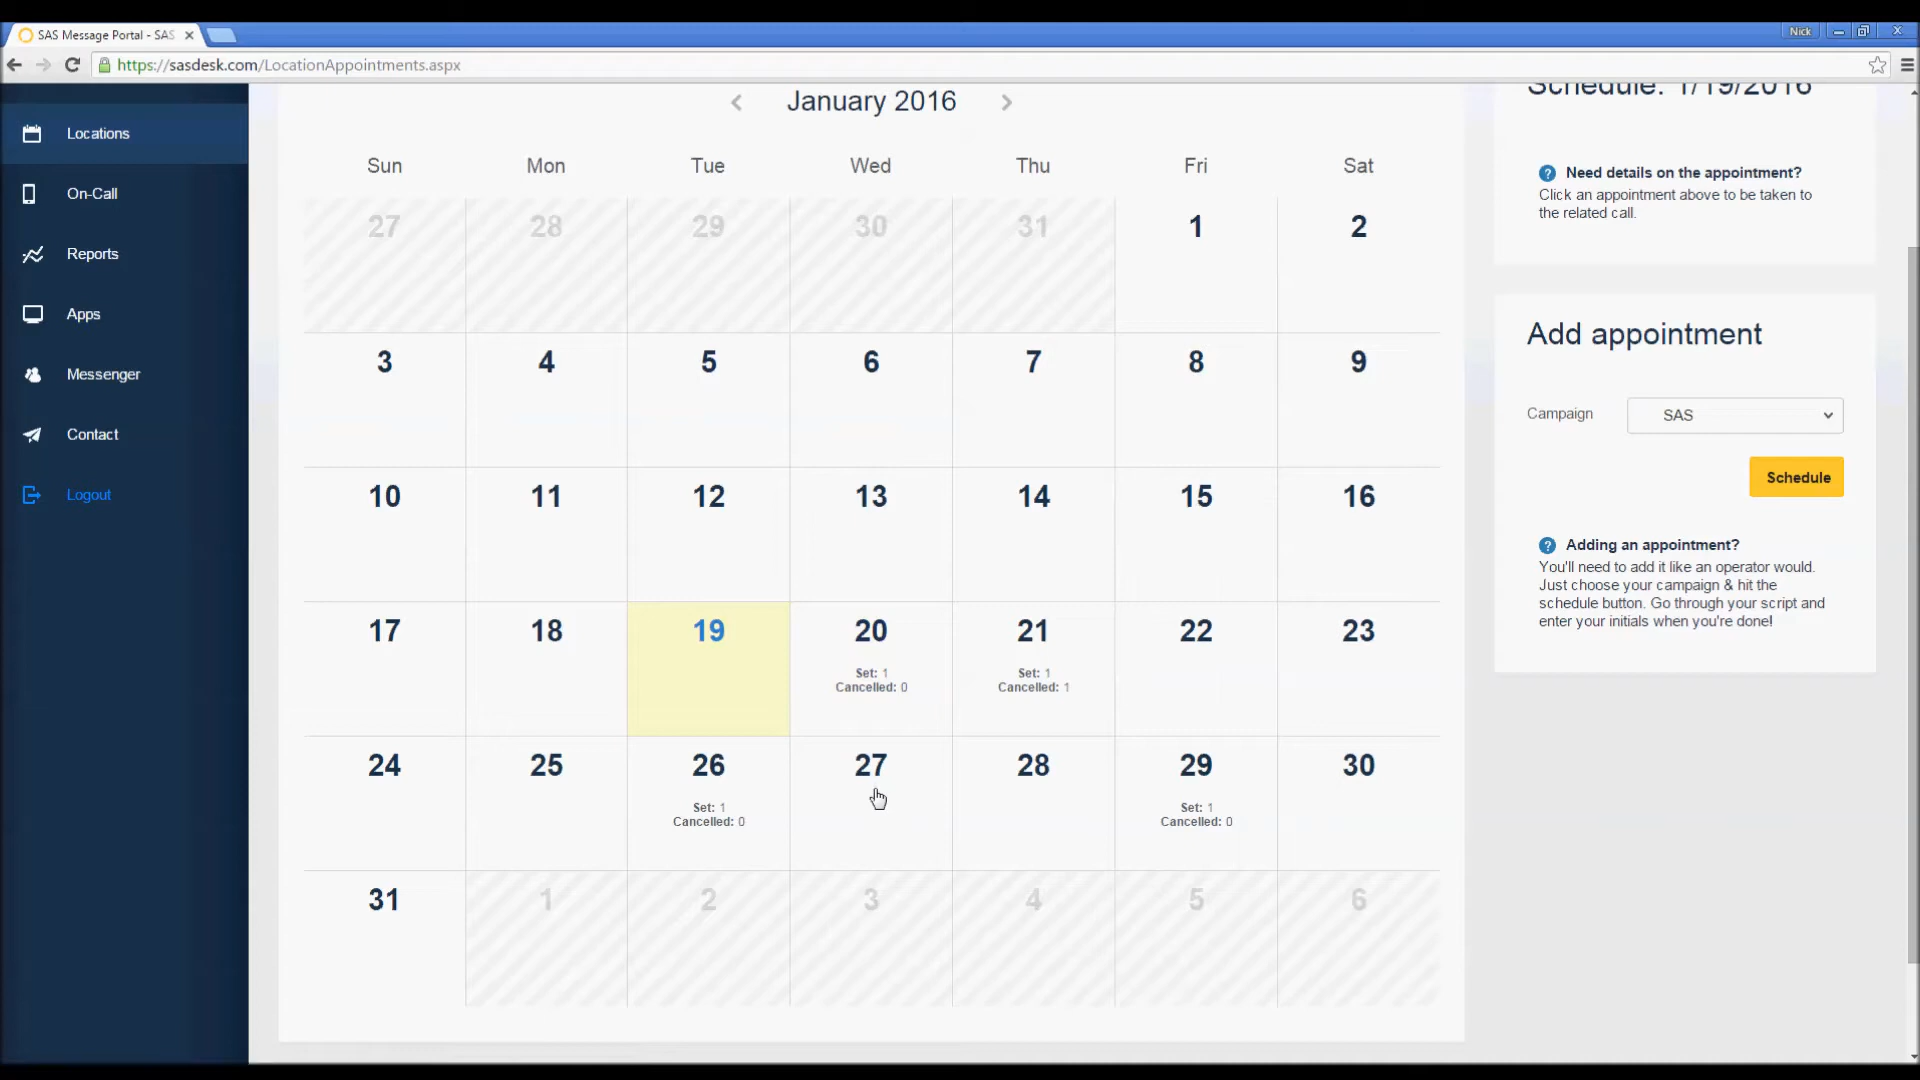 SAS Message Portal - SAS
Nick
https://sasdesk.com/LocationAppointments.aspx
Locations
On-Call
Reports
Apps
Messenger
Contact
Logout
January 2016
Sun Mon Tue Wed Thu Fri Sat
27 28 29 30 31 1 2
3 4 5 6 7 8 9
10 11 12 13 14 15 16
17 18 19 20 21 22 23
Set: 1 Set: 1
Cancelled: 0 Cancelled: 1
24 25 26 27 28 29 30
Set: 1 Set: 1
Cancelled: 0 Cancelled: 0
31 1 2 3 4 5 6
Schedule: 1/19/2016
? Need details on the appointment?
Click an appointment above to be taken to
the related call.
Add appointment
Campaign SAS
Schedule
? Adding an appointment?
You'll need to add it like an operator would.
Just choose your campaign & hit the
schedule button. Go through your script and
enter your initials when you're done!